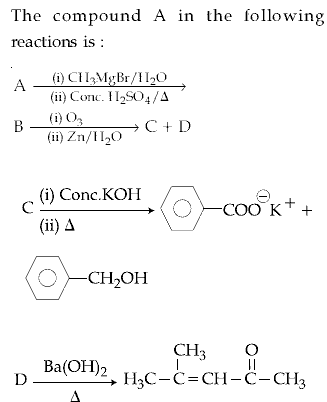 The compound A in the following
reactions is :
A (i) CH₃MgBr/H₂O
(ii) Conc. H₂SO₄/Δ
B (i) O₃ C + D
(ii) Zn/H₂O
C (i) Conc.KOH COO⊖K⁺ +
(ii) Δ
CH₂OH
CH₃ O
D Ba(OH)₂ H₃C−C=CH−C−CH₃
Δ